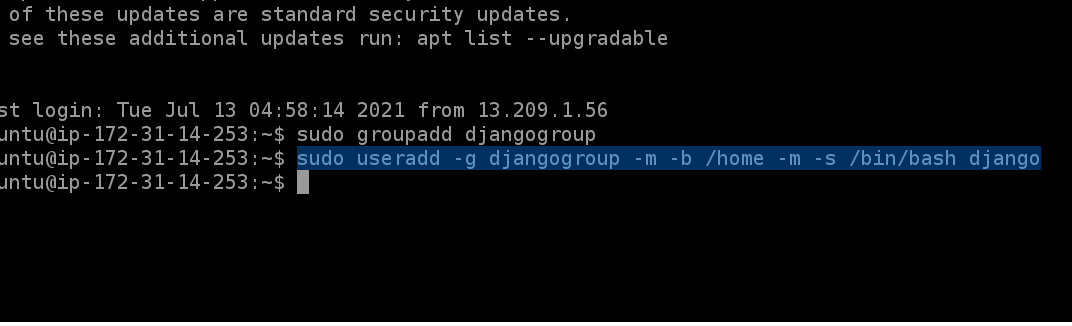 of these updates are standard security updates.
see these additional updates run: apt list --upgradable
st login: Tue Jul 13 04:58:14 2021 from 13.209.1.56
untu@ip-172-31-14-253:~$ sudo groupadd djangogroup
untu@ip-172-31-14-253:~$ sudo useradd -g djangogroup -m -b /home -m -s /bin/bash django
untu@ip-172-31-14-253:~$